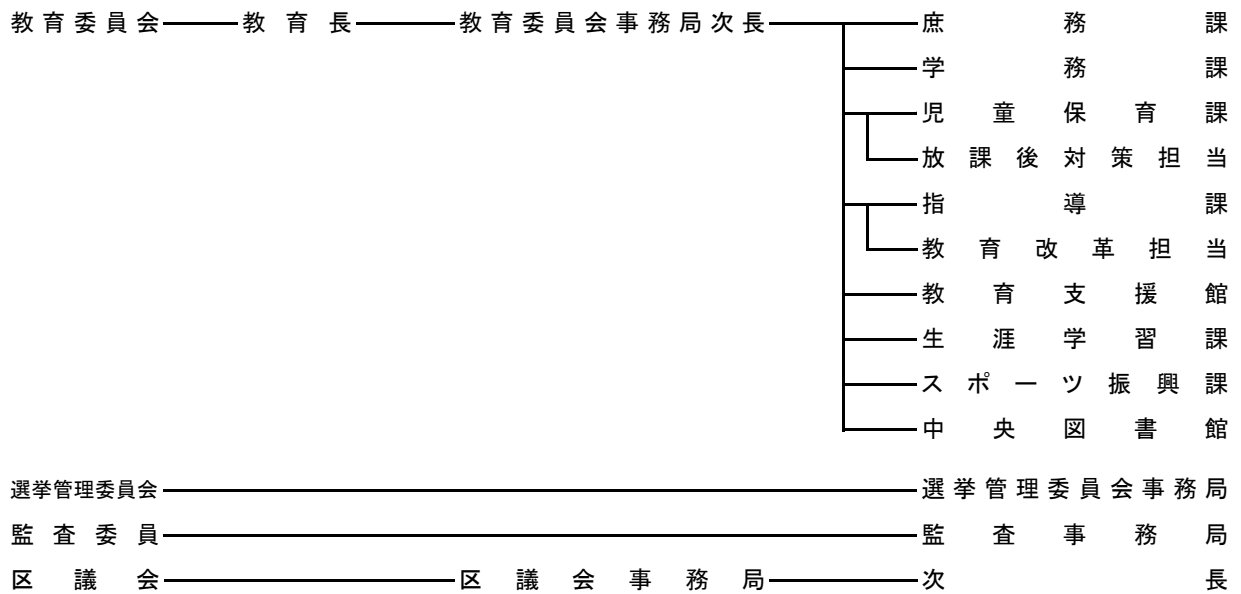 教育委員会 教育長 教育委員会事務局次長 庶務課
学務課
児童保育課
放課後対策担当
指導課
教育改革担当
教育支援館
生涯学習課
スポーツ振興課
中央図書館
選挙管理委員会 選挙管理委員会事務局
監査委員 監査事務局
区議会 区議会事務局 次長